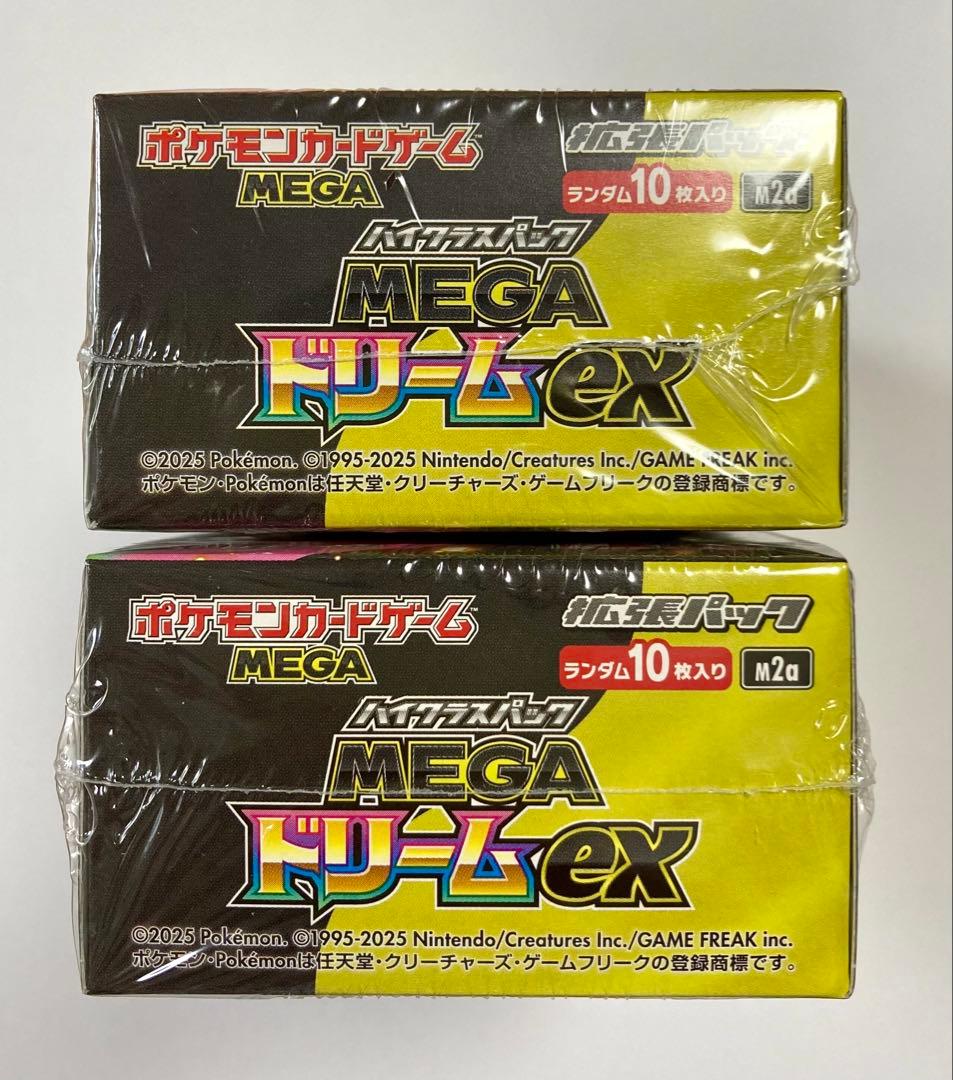 ポケモンカードゲーム
MEGA
拡張パック
ランダム10枚入り M2a
ハイクラスパック
MEGA
ドリームex
©2025 Pokémon. ©1995-2025 Nintendo/Creatures Inc./GAME FREAK inc.
ポケモン・Pokémonは任天堂・クリーチャーズ・ゲームフリークの登録商標です。
ポケモンカードゲーム
MEGA
拡張パック
ランダム10枚入り M2a
ハイクラスパック
MEGA
ドリームex
©2025 Pokémon. ©1995-2025 Nintendo/Creatures Inc./GAME FREAK inc.
ポケモン・Pokémonは任天堂・クリーチャーズ・ゲームフリークの登録商標です。